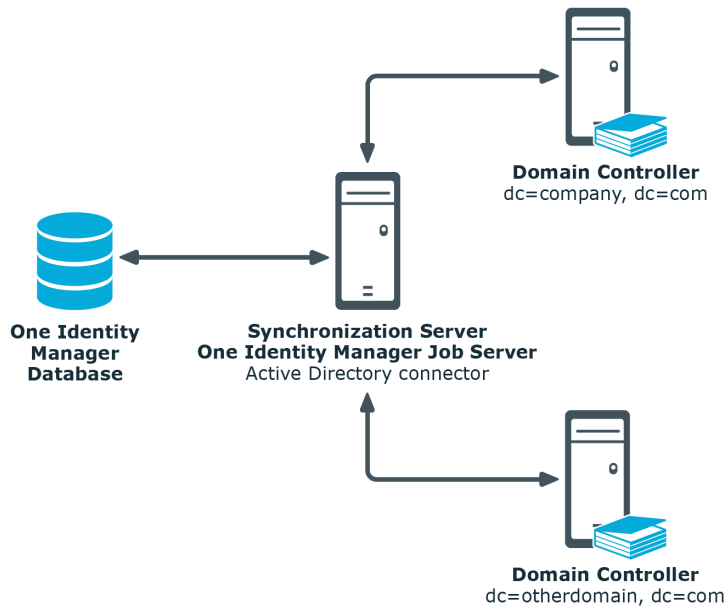 Domain Controller
dc=company, dc=com
One Identity
Manager
Database
Synchronization Server
One Identity Manager Job Server
Active Directory connector
Domain Controller
dc=otherdomain, dc=com